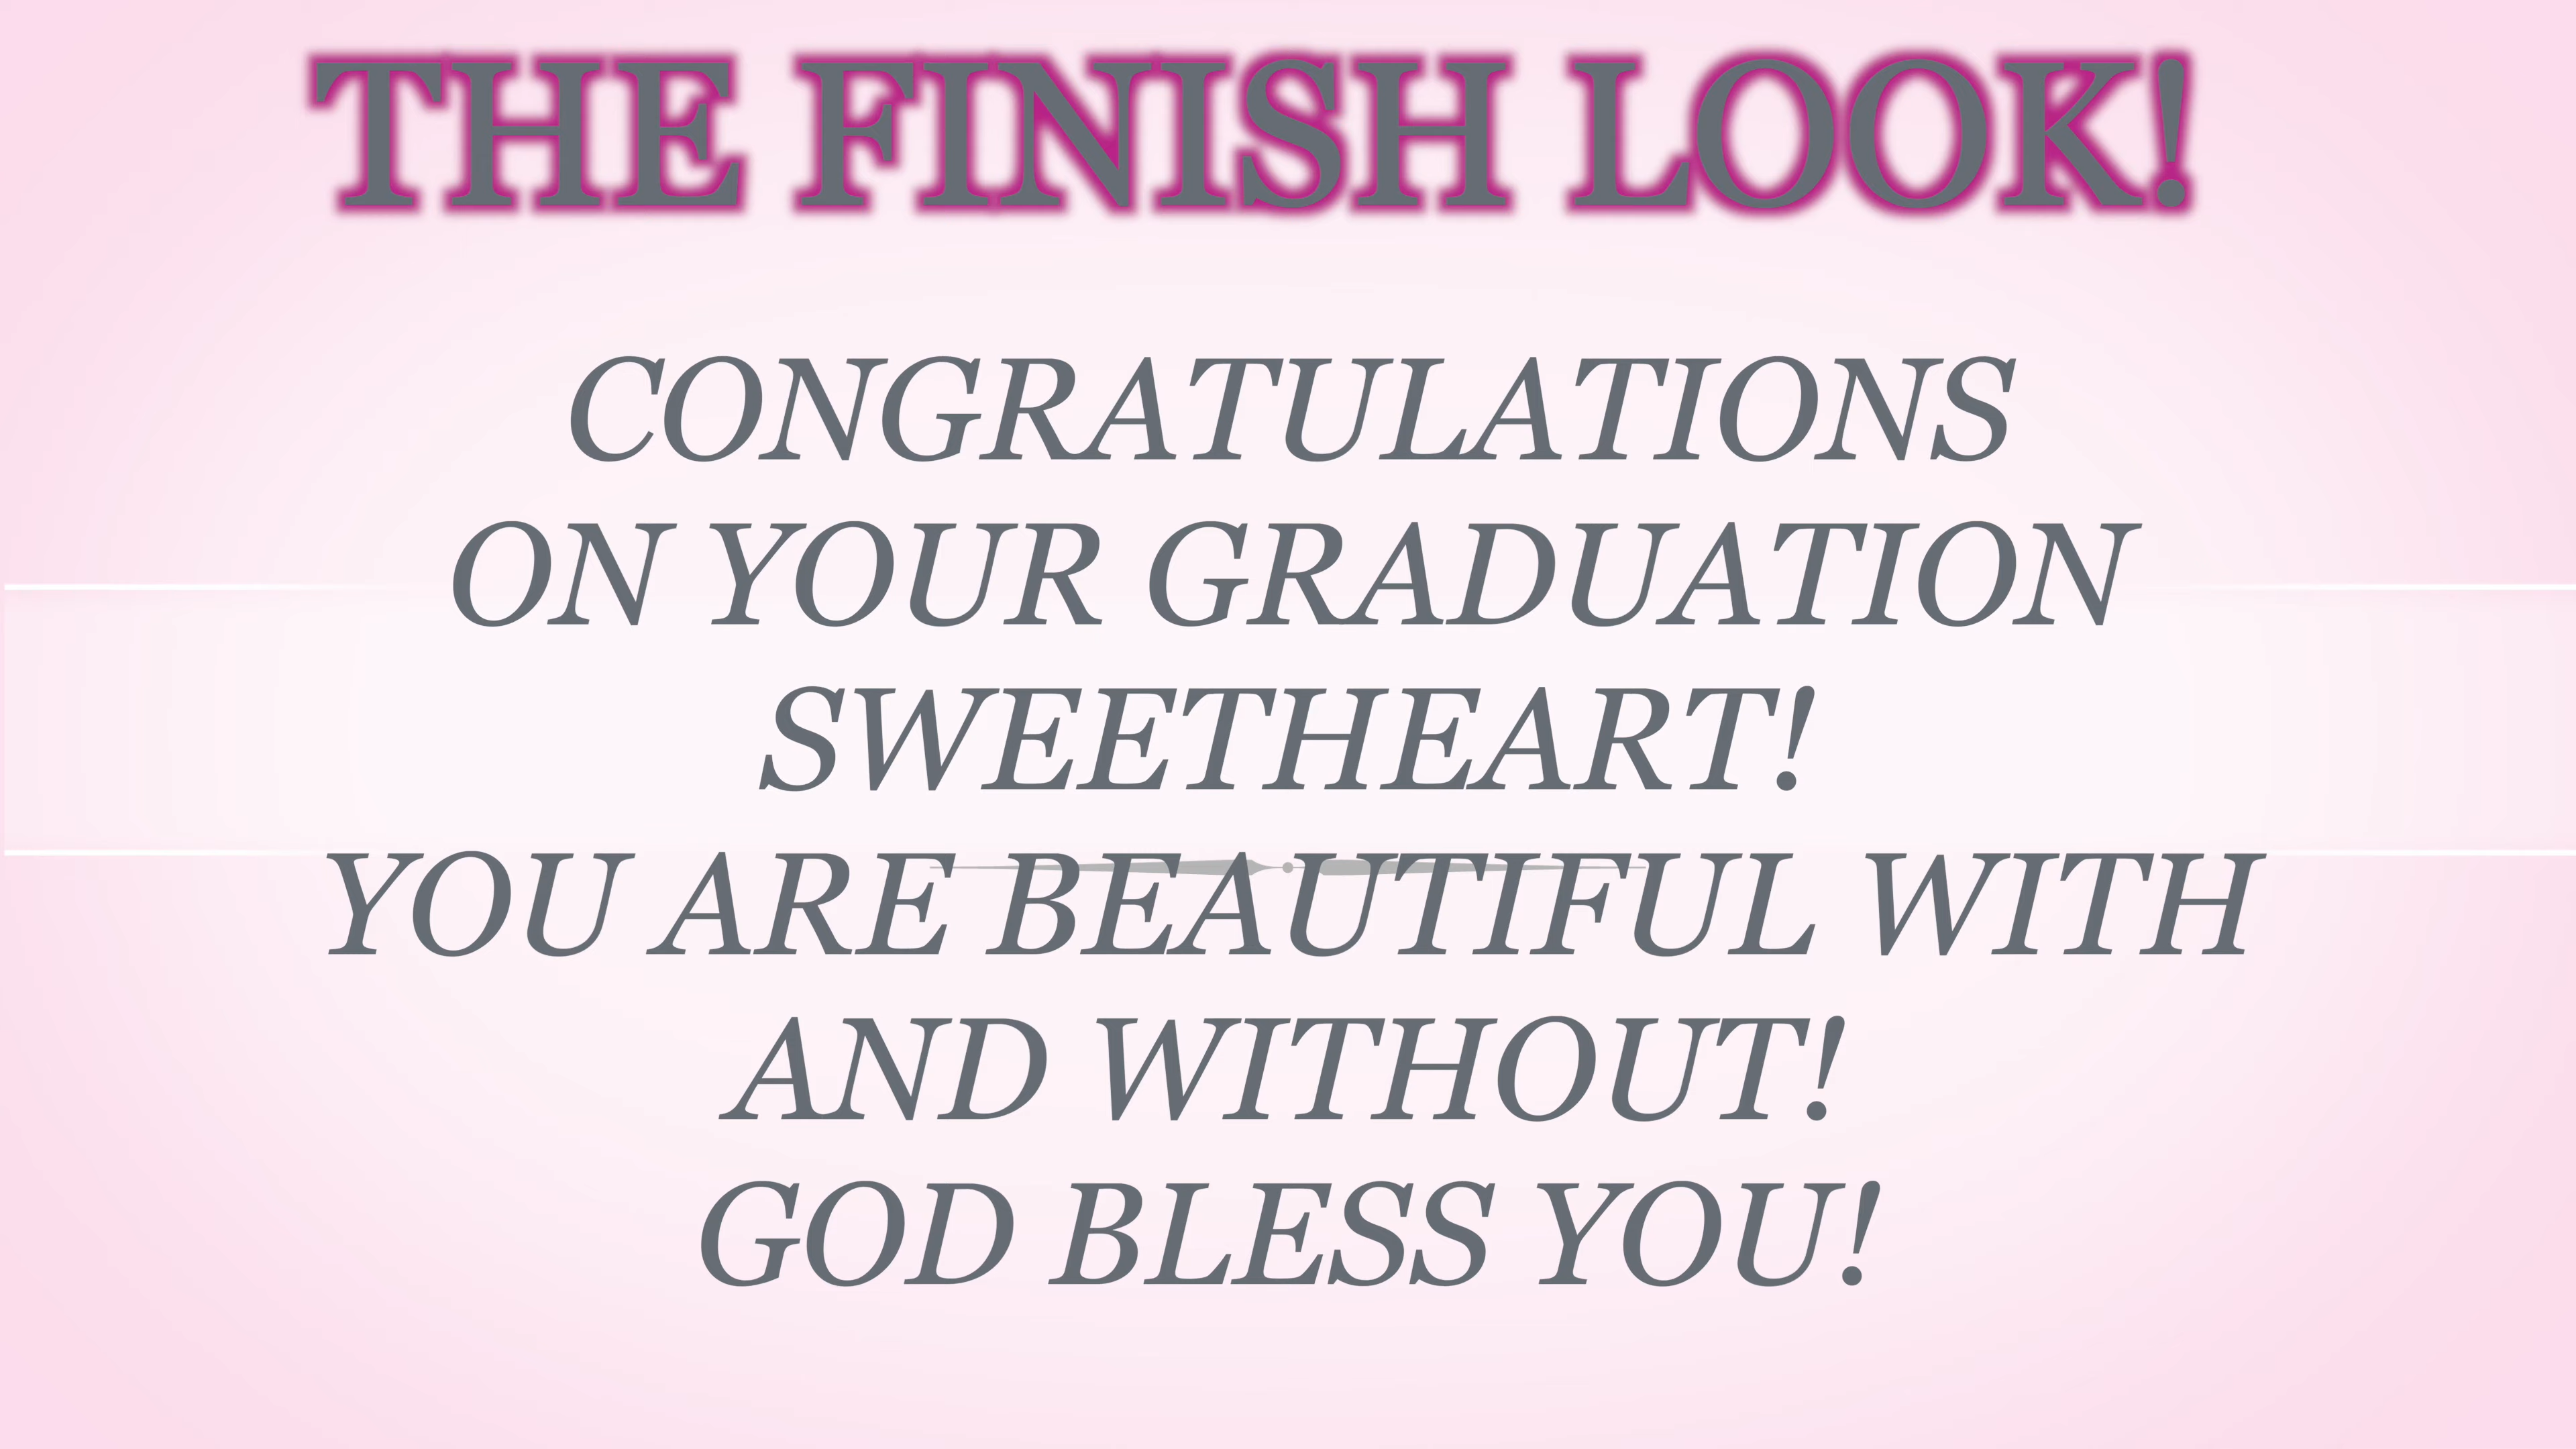 THE FINISH LOOK!
CONGRATULATIONS
ON YOUR GRADUATION
SWEETHEART!
YOU ARE BEAUTIFUL WITH
AND WITHOUT!
GOD BLESS YOU!